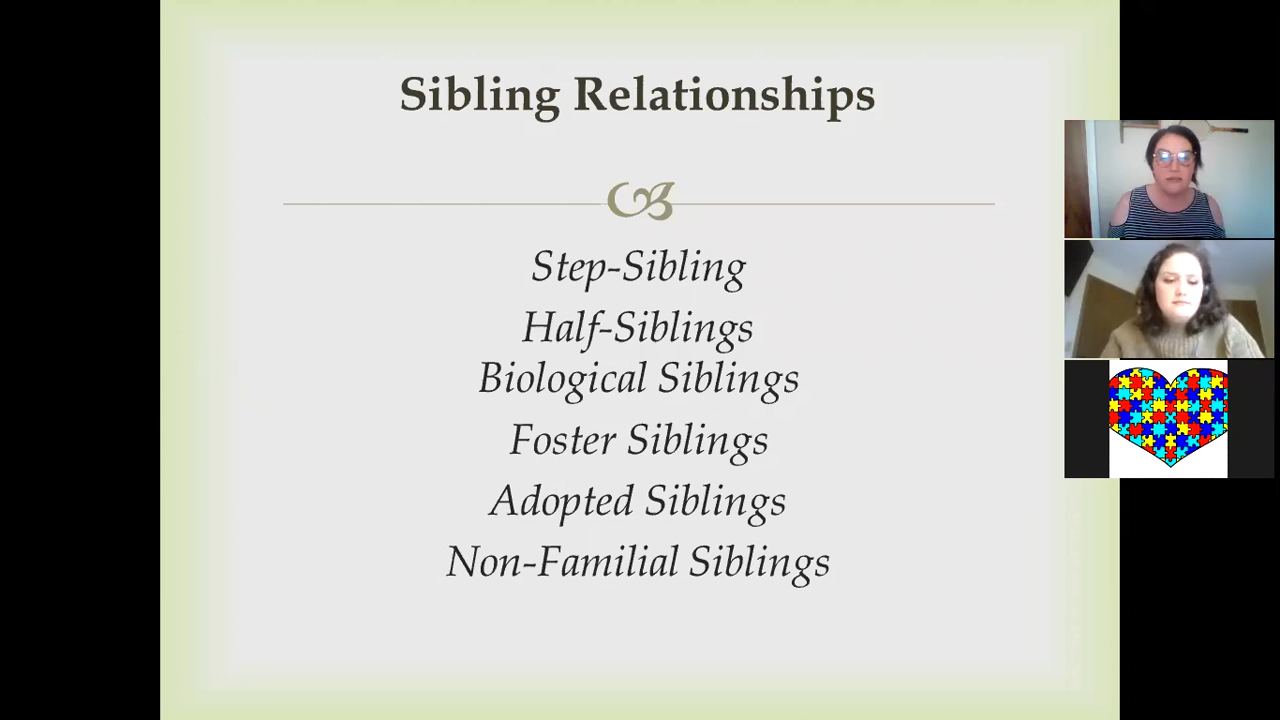 Sibling Relationships
Step-Sibling
Half-Siblings
Biological Siblings
Foster Siblings
Adopted Siblings
Non-Familial Siblings